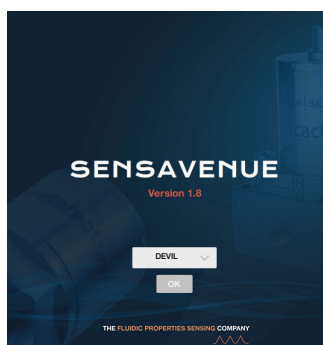 SENSAVENUE
Version 1.8
DEVIL
OK
THE FLUIDIC PROPERTIES SENSING COMPANY